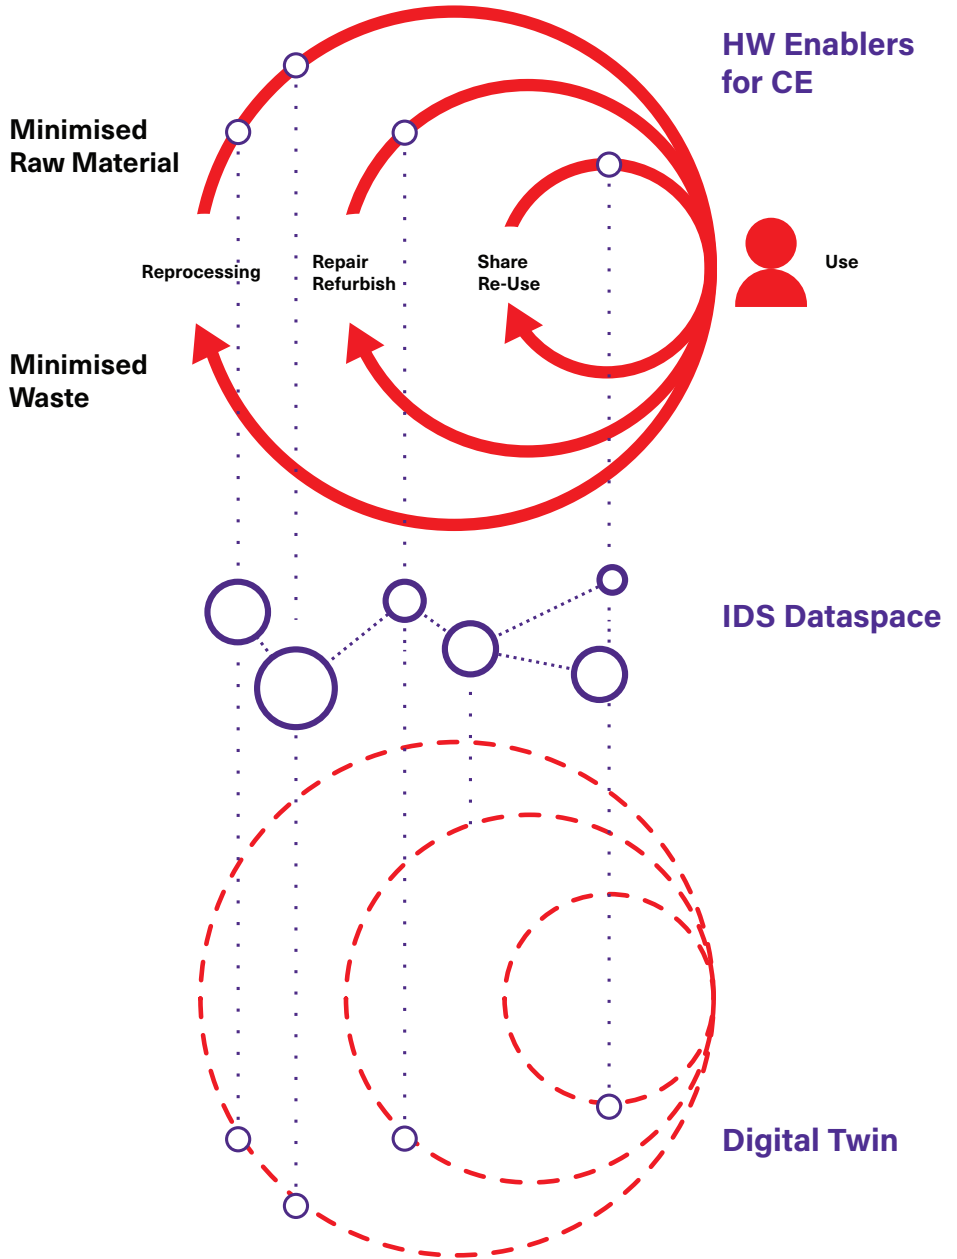 HW Enablers
for CE
Minimised
Raw Material
Reprocessing
Repair
Refurbish
Share
Re-Use
Use
Minimised
Waste
IDS Dataspace
Digital Twin